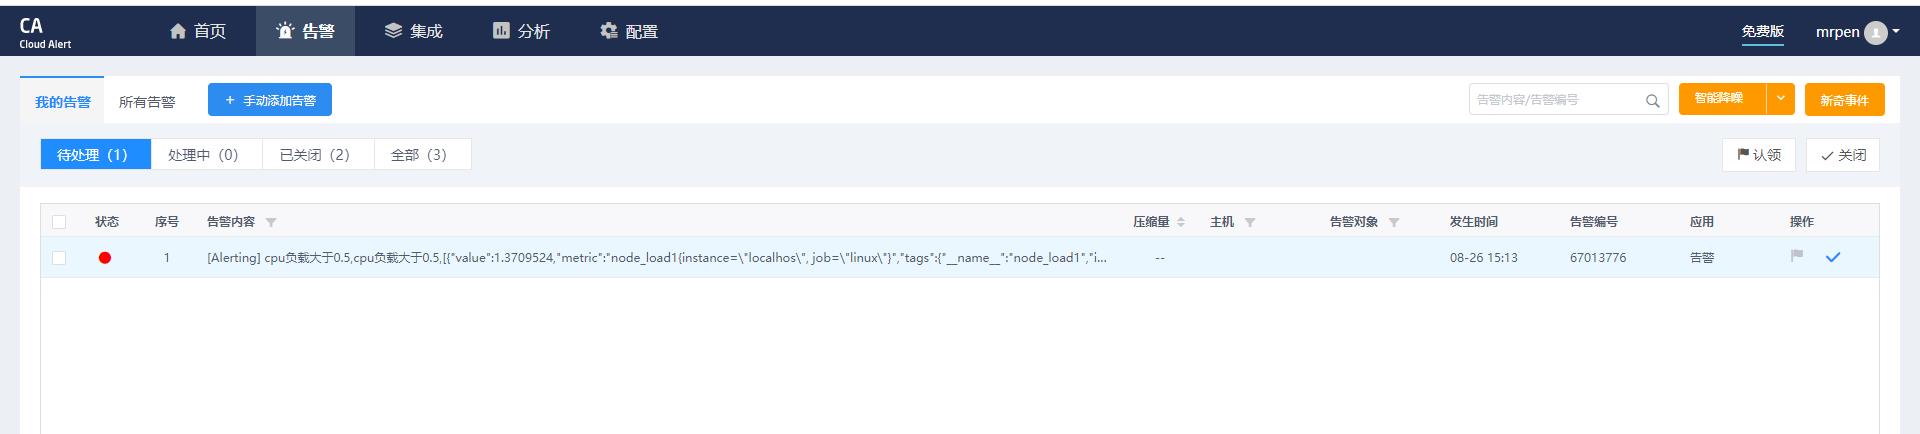 CA
Cloud Alert
首页
告警
集成
分析
配置
免费版
mrpen
我的告警
所有告警
+ 手动添加告警
告警内容/告警编号
智能降噪
新奇事件
待处理（1）
处理中（0）
已关闭（2）
全部（3）
认领
关闭
状态 序号 告警内容 压缩量 主机 告警对象 发生时间 告警编号 应用 操作
1 [Alerting] cpu负载大于0.5,cpu负载大于0.5,[{"value":1.3709524,"metric":"node_load1{instance=\"localhos\", job=\"linux\"}","tags":{"__name__":"node_load1","i... -- 08-26 15:13 67013776 告警